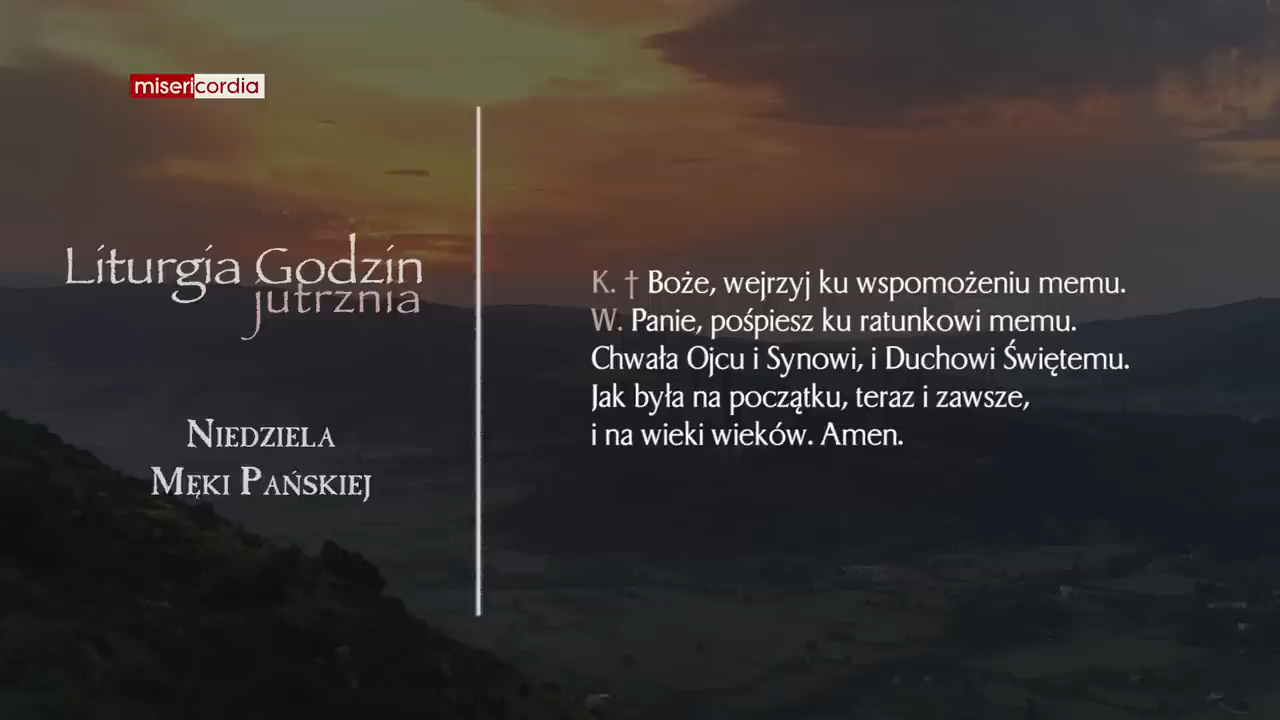 misericordia
Liturgia Godzin
jutrznia
Niedziela
Męki Pańskiej
K. † Boże, wejrzyj ku wspomożeniu memu.
W. Panie, pośpiesz ku ratunkowi memu.
Chwała Ojcu i Synowi, i Duchowi Świętemu.
Jak była na początku, teraz i zawsze,
i na wieki wieków. Amen.